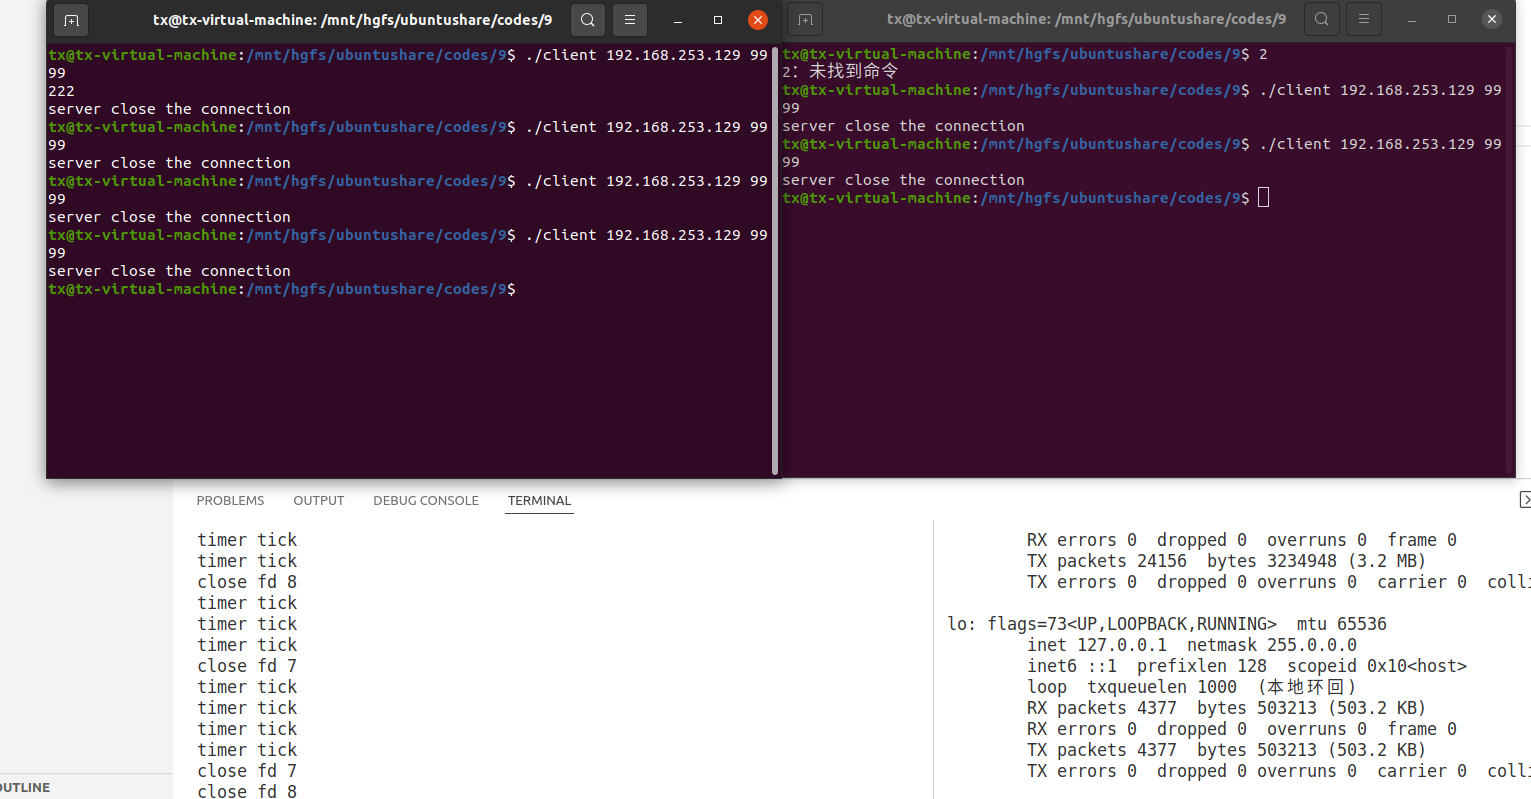 tx@tx-virtual-machine: /mnt/hgfs/ubuntushare/codes/9
tx@tx-virtual-machine:/mnt/hgfs/ubuntushare/codes/9$ ./client 192.168.253.129 99
99
222
server close the connection
tx@tx-virtual-machine:/mnt/hgfs/ubuntushare/codes/9$ ./client 192.168.253.129 99
99
server close the connection
tx@tx-virtual-machine:/mnt/hgfs/ubuntushare/codes/9$ ./client 192.168.253.129 99
99
server close the connection
tx@tx-virtual-machine:/mnt/hgfs/ubuntushare/codes/9$ ./client 192.168.253.129 99
99
server close the connection
tx@tx-virtual-machine:/mnt/hgfs/ubuntushare/codes/9$
tx@tx-virtual-machine: /mnt/hgfs/ubuntushare/codes/9
tx@tx-virtual-machine:/mnt/hgfs/ubuntushare/codes/9$ 2
2：未找到命令
tx@tx-virtual-machine:/mnt/hgfs/ubuntushare/codes/9$ ./client 192.168.253.129 99
99
server close the connection
tx@tx-virtual-machine:/mnt/hgfs/ubuntushare/codes/9$ ./client 192.168.253.129 99
99
server close the connection
tx@tx-virtual-machine:/mnt/hgfs/ubuntushare/codes/9$
PROBLEMS OUTPUT DEBUG CONSOLE TERMINAL
timer tick
timer tick
close fd 8
timer tick
timer tick
timer tick
close fd 7
timer tick
timer tick
timer tick
timer tick
close fd 7
close fd 8
RX errors 0  dropped 0  overruns 0  frame 0
TX packets 24156  bytes 3234948 (3.2 MB)
TX errors 0  dropped 0 overruns 0  carrier 0  colli
lo: flags=73<UP,LOOPBACK,RUNNING>  mtu 65536
inet 127.0.0.1  netmask 255.0.0.0
inet6 ::1  prefixlen 128  scopeid 0x10<host>
loop  txqueuelen 1000  (本地环回)
RX packets 4377  bytes 503213 (503.2 KB)
RX errors 0  dropped 0  overruns 0  frame 0
TX packets 4377  bytes 503213 (503.2 KB)
TX errors 0  dropped 0 overruns 0  carrier 0  colli
OUTLINE